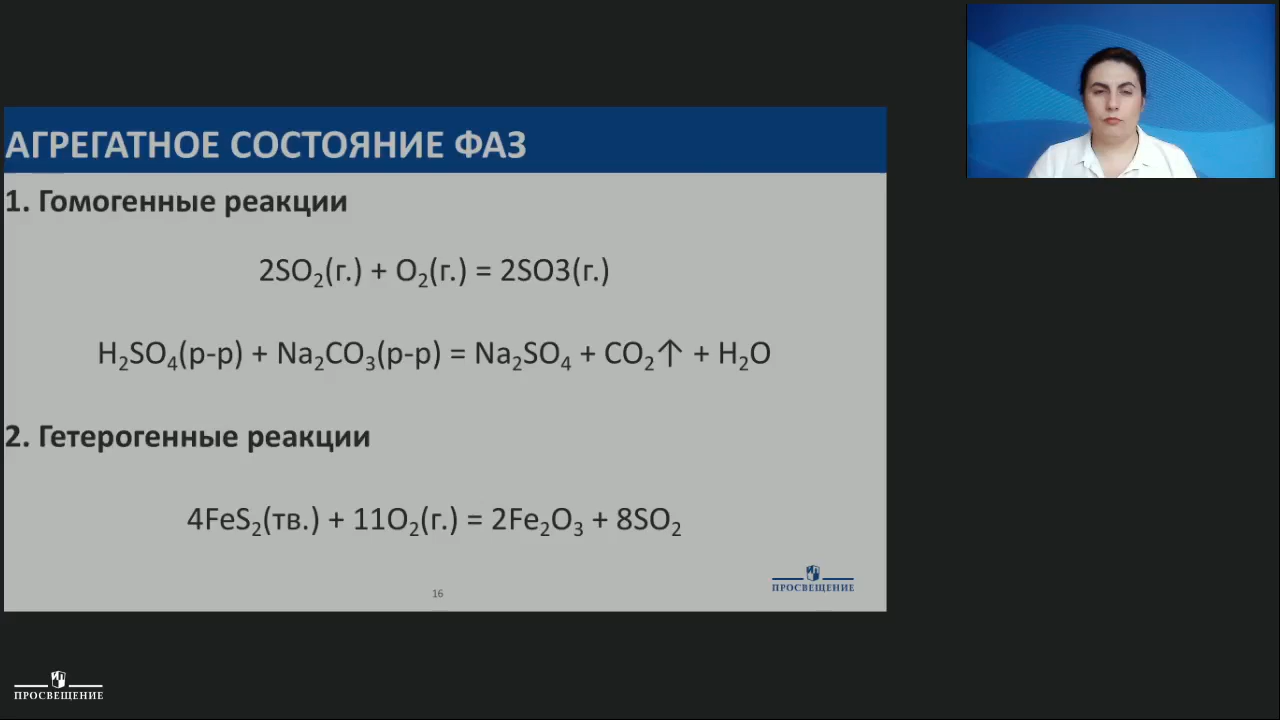 АГРЕГАТНОЕ СОСТОЯНИЕ ФАЗ
1. Гомогенные реакции
2SO₂(г.) + O₂(г.) = 2SO3(г.)
H₂SO₄(р-р) + Na₂CO₃(р-р) = Na₂SO₄ + CO₂↑ + H₂O
2. Гетерогенные реакции
4FeS₂(тв.) + 11O₂(г.) = 2Fe₂O₃ + 8SO₂
ПРОСВЕЩЕНИЕ
16
ПРОСВЕЩЕНИЕ